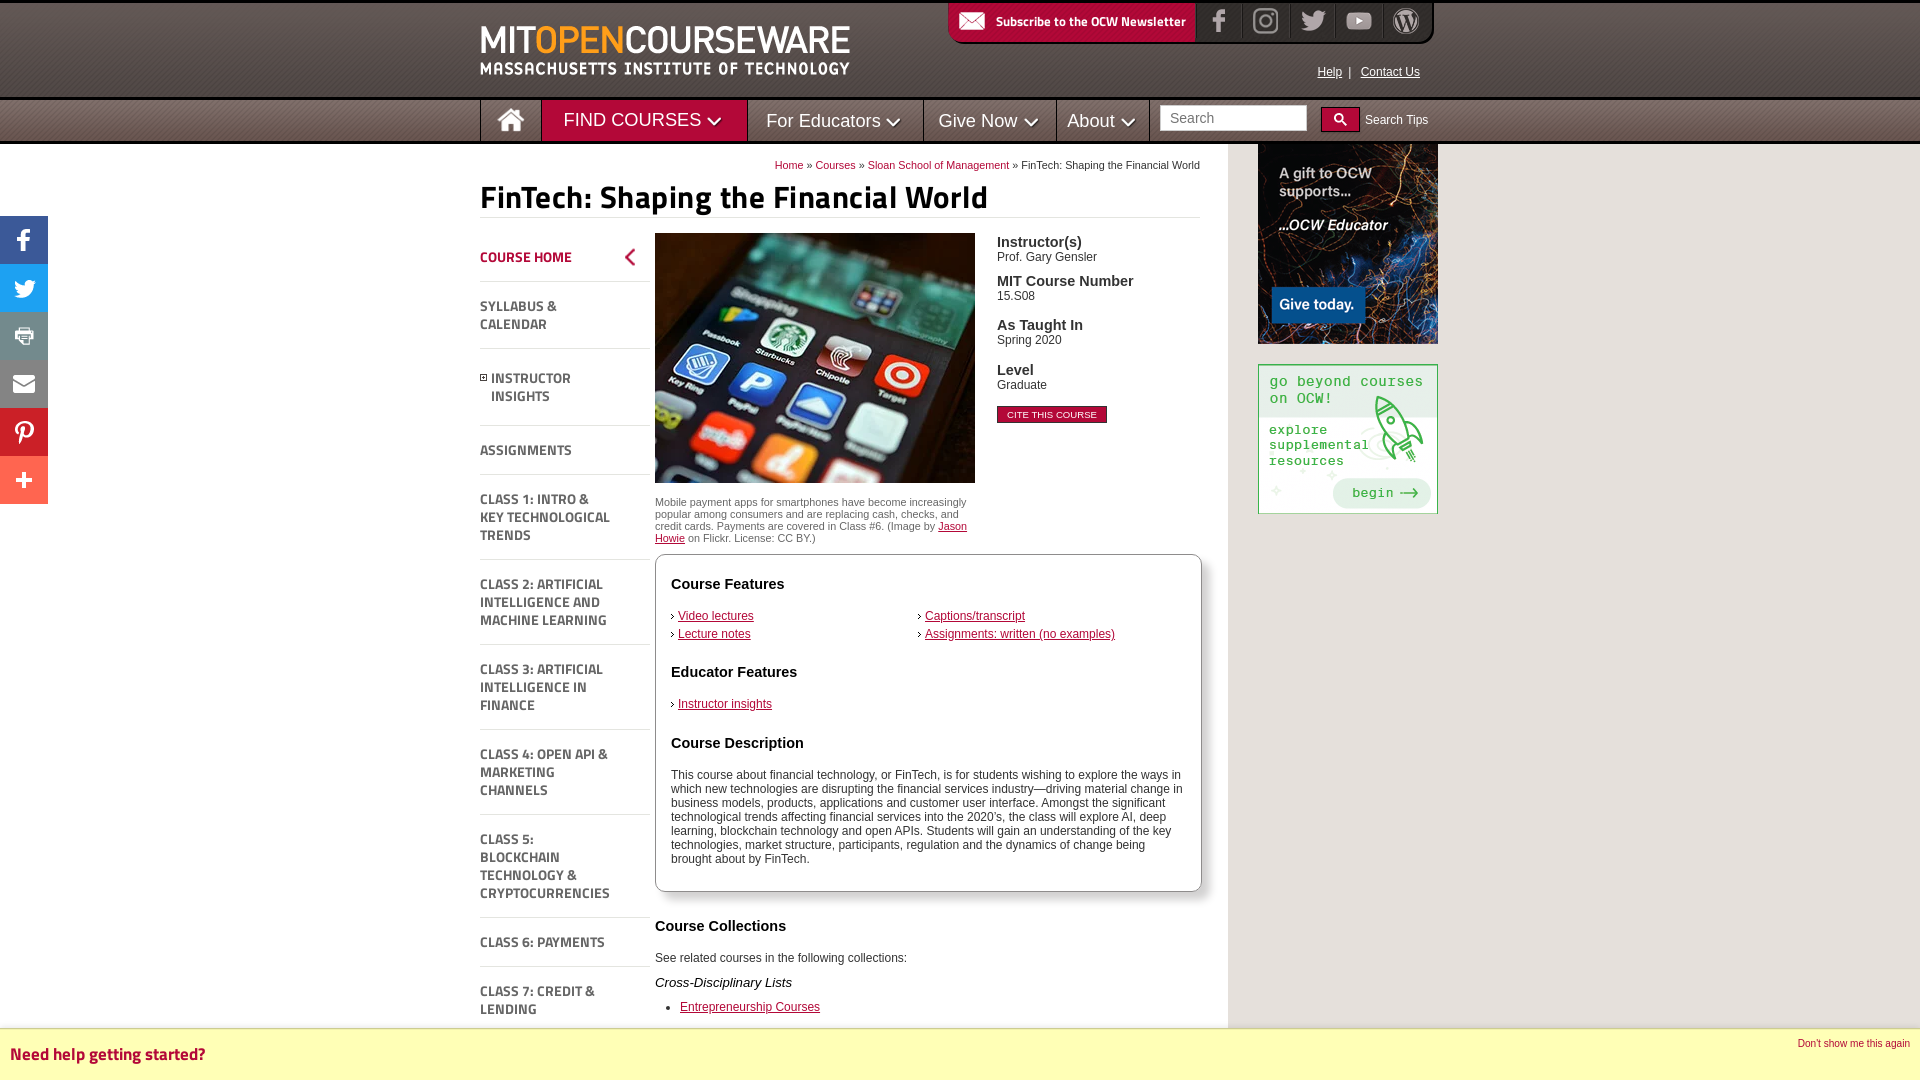 MITOPENCOURSEWARE
MASSACHUSETTS INSTITUTE OF TECHNOLOGY
Subscribe to the OCW Newsletter
Help | Contact Us
FIND COURSES
For Educators
Give Now
About
Search
Search Tips
Home » Courses » Sloan School of Management » FinTech: Shaping the Financial World
FinTech: Shaping the Financial World
COURSE HOME
SYLLABUS &
CALENDAR
INSTRUCTOR
INSIGHTS
ASSIGNMENTS
CLASS 1: INTRO &
KEY TECHNOLOGICAL
TRENDS
CLASS 2: ARTIFICIAL
INTELLIGENCE AND
MACHINE LEARNING
CLASS 3: ARTIFICIAL
INTELLIGENCE IN
FINANCE
CLASS 4: OPEN API &
MARKETING
CHANNELS
CLASS 5:
BLOCKCHAIN
TECHNOLOGY &
CRYPTOCURRENCIES
CLASS 6: PAYMENTS
CLASS 7: CREDIT &
LENDING
Shopping
Passbook
Starbucks
Chipotle
Target
Key Ring
PayPal
PayPal Here
Instructor(s)
Prof. Gary Gensler
MIT Course Number
15.S08
As Taught In
Spring 2020
Level
Graduate
CITE THIS COURSE
Mobile payment apps for smartphones have become increasingly
popular among consumers and are replacing cash, checks, and
credit cards. Payments are covered in Class #6. (Image by Jason
Howie on Flickr. License: CC BY.)
Course Features
Video lectures
Captions/transcript
Lecture notes
Assignments: written (no examples)
Educator Features
Instructor insights
Course Description
This course about financial technology, or FinTech, is for students wishing to explore the ways in
which new technologies are disrupting the financial services industry—driving material change in
business models, products, applications and customer user interface. Amongst the significant
technological trends affecting financial services into the 2020’s, the class will explore AI, deep
learning, blockchain technology and open APIs. Students will gain an understanding of the key
technologies, market structure, participants, regulation and the dynamics of change being
brought about by FinTech.
Course Collections
See related courses in the following collections:
Cross-Disciplinary Lists
Entrepreneurship Courses
A gift to OCW
supports...
...OCW Educator
Give today.
go beyond courses
on OCW!
explore
supplemental
resources
begin
Need help getting started?
Don't show me this again